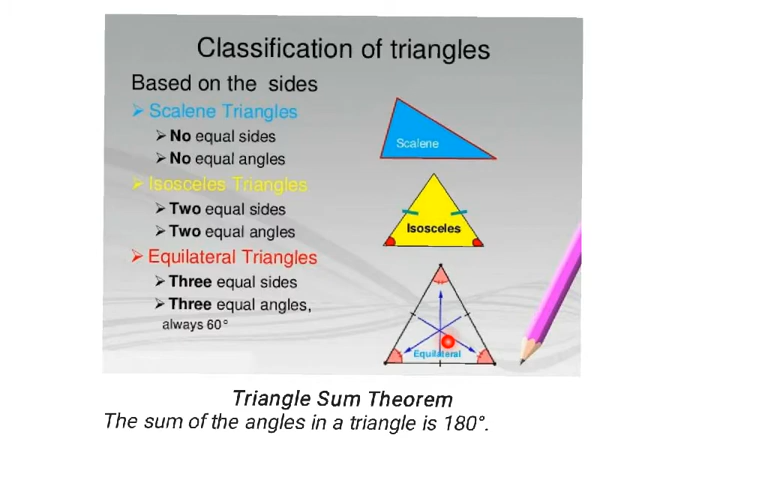 Classification of triangles
Based on the sides
➢ Scalene Triangles
➢ No equal sides
➢ No equal angles
➢ Isosceles Triangles
➢ Two equal sides
➢ Two equal angles
➢ Equilateral Triangles
➢ Three equal sides
➢ Three equal angles,
always 60°
Scalene
Isosceles
Equilateral
Triangle Sum Theorem
The sum of the angles in a triangle is 180°.